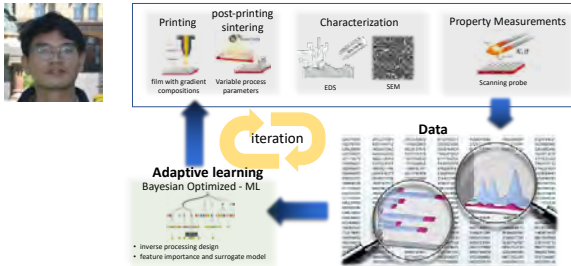 Printing
post-printing
sintering
Characterization
Property Measurements
film with gradient
compositions
Variable process
parameters
EDS
SEM
Scanning probe
iteration
Data
Adaptive learning
Bayesian Optimized - ML
• inverse processing design
• feature importance and surrogate model